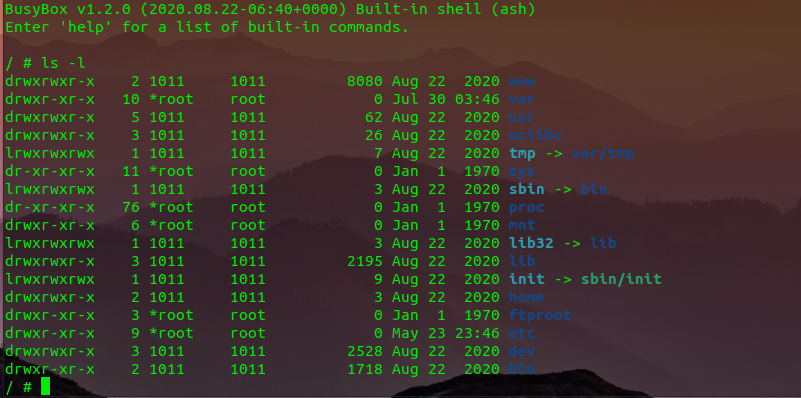 BusyBox v1.2.0 (2020.08.22-06:40+0000) Built-in shell (ash)
Enter 'help' for a list of built-in commands.
/ # ls -l
drwxrwxr-x    2 1011     1011         8080 Aug 22  2020 www
drwxr-xr-x   10 *root    root            0 Jul 30 03:46 var
drwxrwxr-x    5 1011     1011           62 Aug 22  2020 usr
drwxrwxr-x    3 1011     1011           26 Aug 22  2020 uclibc
lrwxrwxrwx    1 1011     1011            7 Aug 22  2020 tmp -> var/tmp
dr-xr-xr-x   11 *root    root            0 Jan  1  1970 sys
lrwxrwxrwx    1 1011     1011            3 Aug 22  2020 sbin -> bin
dr-xr-xr-x   76 *root    root            0 Jan  1  1970 proc
drwxr-xr-x    6 *root    root            0 Jan  1  1970 mnt
lrwxrwxrwx    1 1011     1011            3 Aug 22  2020 lib32 -> lib
drwxrwxr-x    3 1011     1011         2195 Aug 22  2020 lib
lrwxrwxrwx    1 1011     1011            9 Aug 22  2020 init -> sbin/init
drwxrwxr-x    2 1011     1011            3 Aug 22  2020 home
drwxr-xr-x    3 *root    root            0 Jan  1  1970 ftproot
drwxr-xr-x    9 *root    root            0 May 23 23:46 etc
drwxrwxr-x    3 1011     1011         2528 Aug 22  2020 dev
drwxrwxr-x    2 1011     1011         1718 Aug 22  2020 bin
/ #